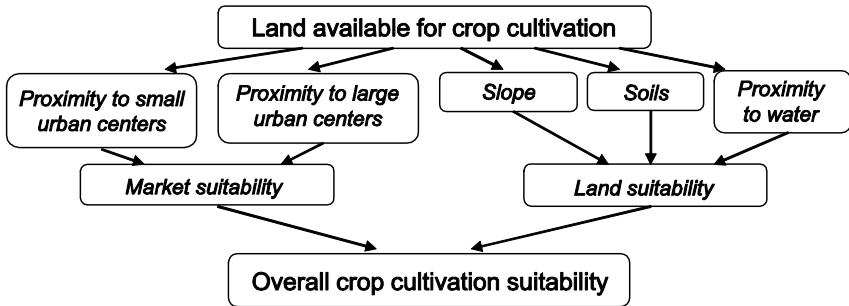 Land available for crop cultivation
Proximity to small
urban centers
Proximity to large
urban centers
Slope
Soils
Proximity
to water
Market suitability
Land suitability
Overall crop cultivation suitability